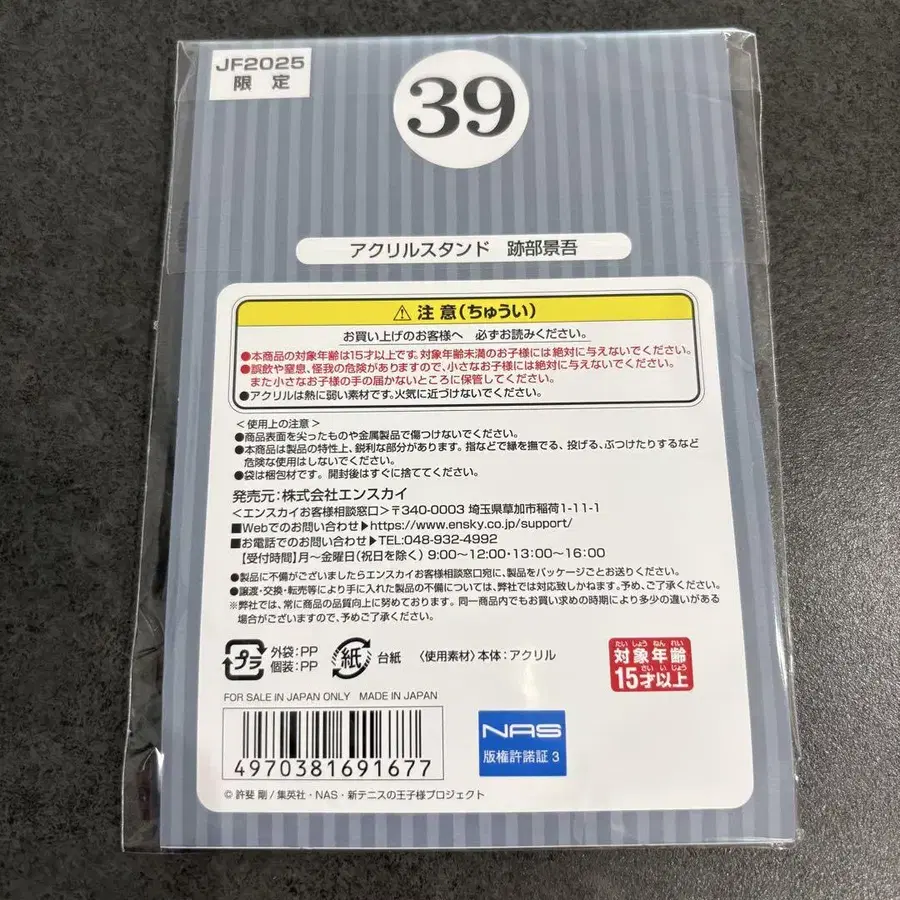 JF2025
限 定
39
アクリルスタンド 跡部景吾
⚠ 注 意(ちゅうい)
お買い上げのお客様へ 必ずお読みください。
●本商品の対象年齢は15才以上です。対象年齢未満のお子様には絶対に与えないでください。
●誤飲や窒息、怪我の危険がありますので、小さなお子様には絶対に与えないでください。
また小さなお子様の手の届かないところに保管してください。
●アクリルは熱に弱い素材です。火気に近づけないでください。
<使用上の注意>
●商品表面を尖ったものや金属製品で傷つけないでください。
●本商品は製品の特性上、鋭利な部分があります。指などで縁を撫でる、投げる、ぶつけたりするなど
危険な使用はしないでください。
●袋は梱包材です。開封後はすぐに捨ててください。
発売元:株式会社エンスカイ
<エンスカイお客様相談窓口>〒340-0003 埼玉県草加市稲荷1-11-1
■Webでのお問い合わせ▶https://www.ensky.co.jp/support/
■お電話でのお問い合わせ▶TEL:048-932-4992
【受付時間】月~金曜日(祝日を除く) 9:00~12:00・13:00~16:00
●製品に不備がございましたらエンスカイお客様相談窓口宛に、製品をパッケージごとお送りください。
●譲渡・交換・転売等により手に入れた製品の不備については、弊社では対応致しかねます。予め、ご了承ください。
※弊社では、常に商品の品質向上に努めております。同一商品内でもお買い求めの時期により多少の違いがある
場合がございますので、予めご了承ください。
プラ 外袋:PP
個装:PP
紙 台紙 〈使用素材〉本体:アクリル
たいしょうねんれい
対象年齢
さいいじょう
15才以上
FOR SALE IN JAPAN ONLY MADE IN JAPAN
4970381691677
NAS
版権許諾証 3
© 許斐 剛/集英社・NAS・新テニスの王子様プロジェクト